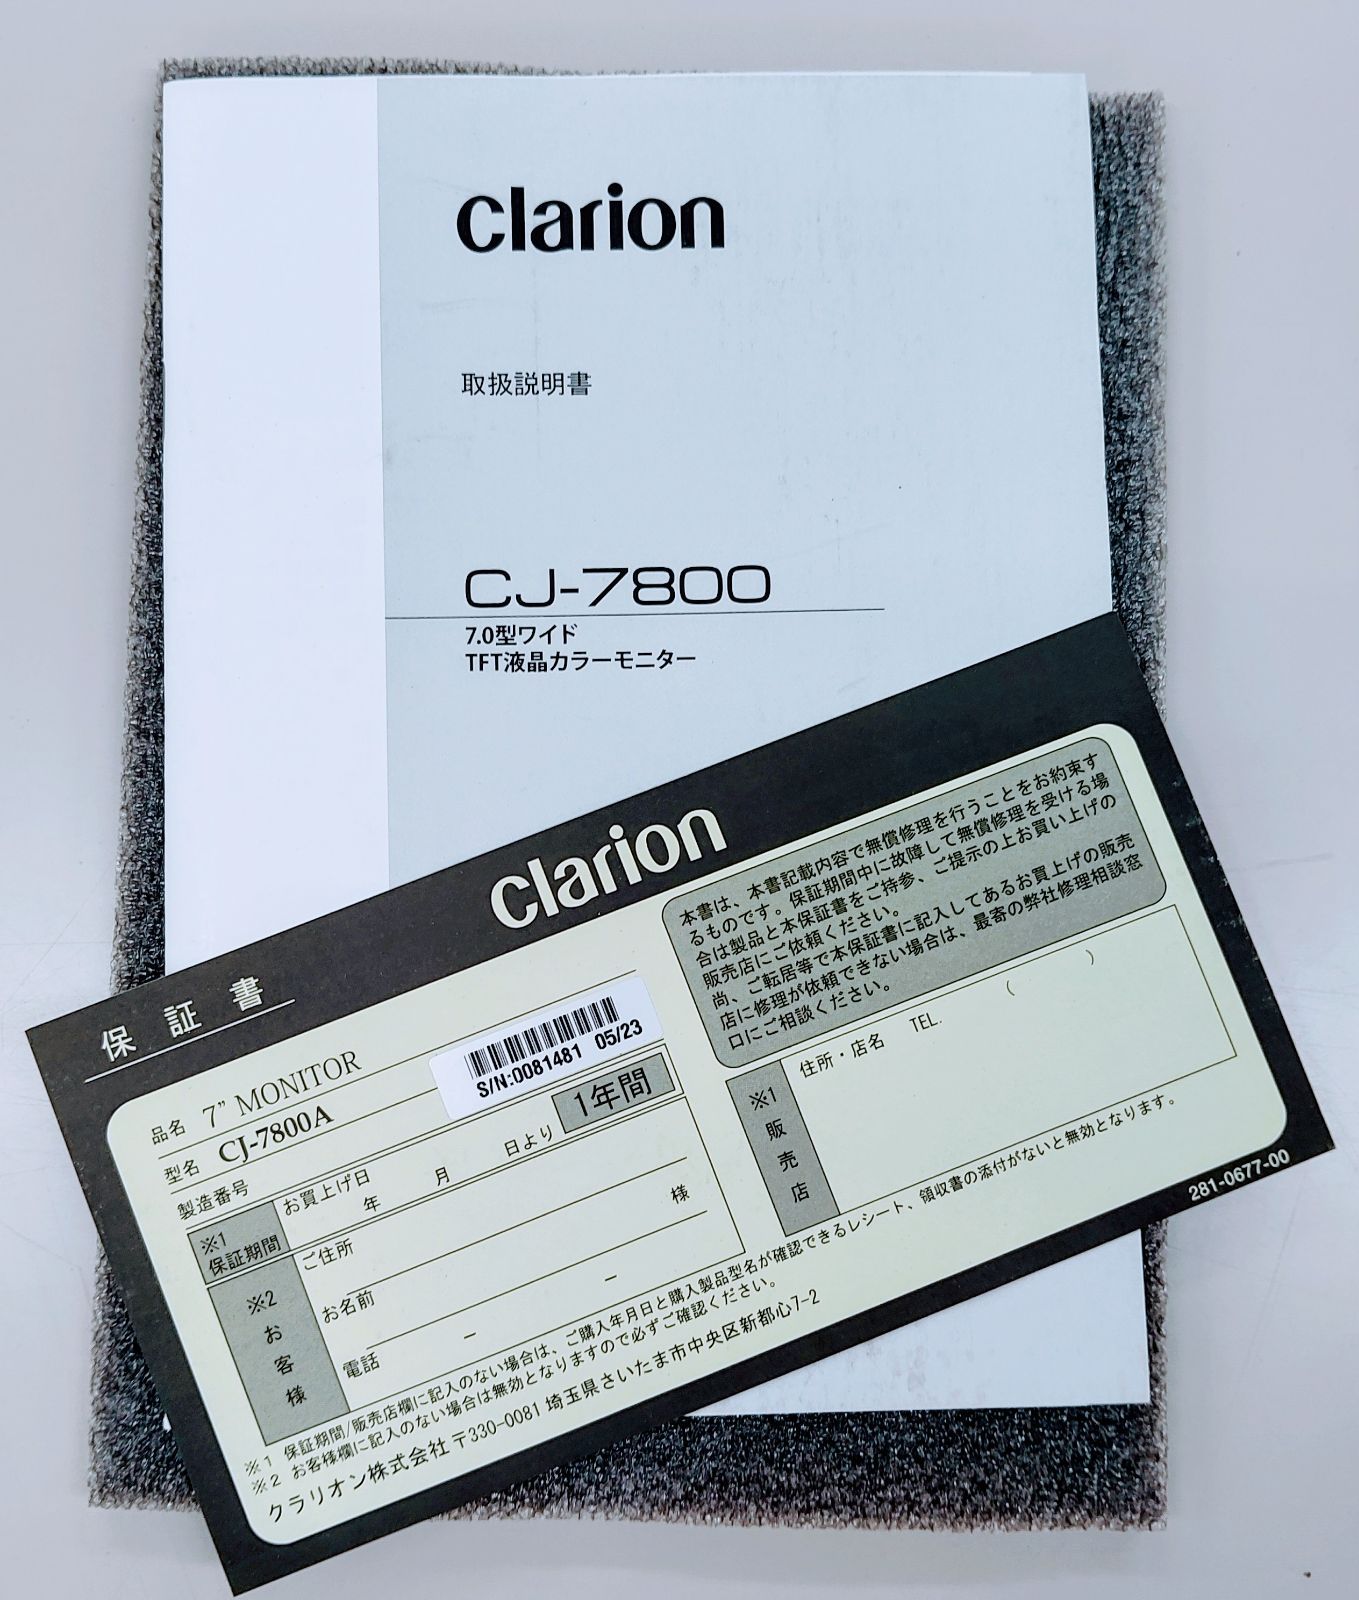 clarion
取扱説明書
CJ-7800
7.0型ワイド
TFT液晶カラーモニター
clarion
保証書
品名 7" MONITOR
型名 CJ-7800A
製造番号
S/N:0081481 05/23
※1
保証期間
お買上げ日
年 月 日より
1年間
※2
お客様
ご住所
お名前 様
電話 － －
本書は、本書記載内容で無償修理を行うことをお約束す
るものです。保証期間中に故障して無償修理を受ける場
合は製品と本保証書をご持参、ご提示の上お買い上げの
販売店にご依頼ください。
尚、ご転居等で本保証書に記入してあるお買上げの販売
店に修理が依頼できない場合は、最寄の弊社修理相談窓
口にご相談ください。
※1
販売店
住所・店名 TEL. ( )
※1 保証期間/販売店欄に記入のない場合は、ご購入年月日と購入製品型名が確認できるレシート、領収書の添付がないと無効となります。
※2 お客様欄に記入のない場合は無効となりますので必ずご確認ください。
クラリオン株式会社 〒330-0081 埼玉県さいたま市中央区新都心7-2
281-0677-00